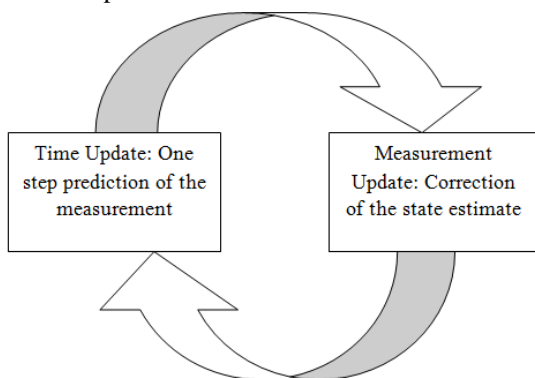 Time Update: One
step prediction of the
measurement
Measurement
Update: Correction
of the state estimate